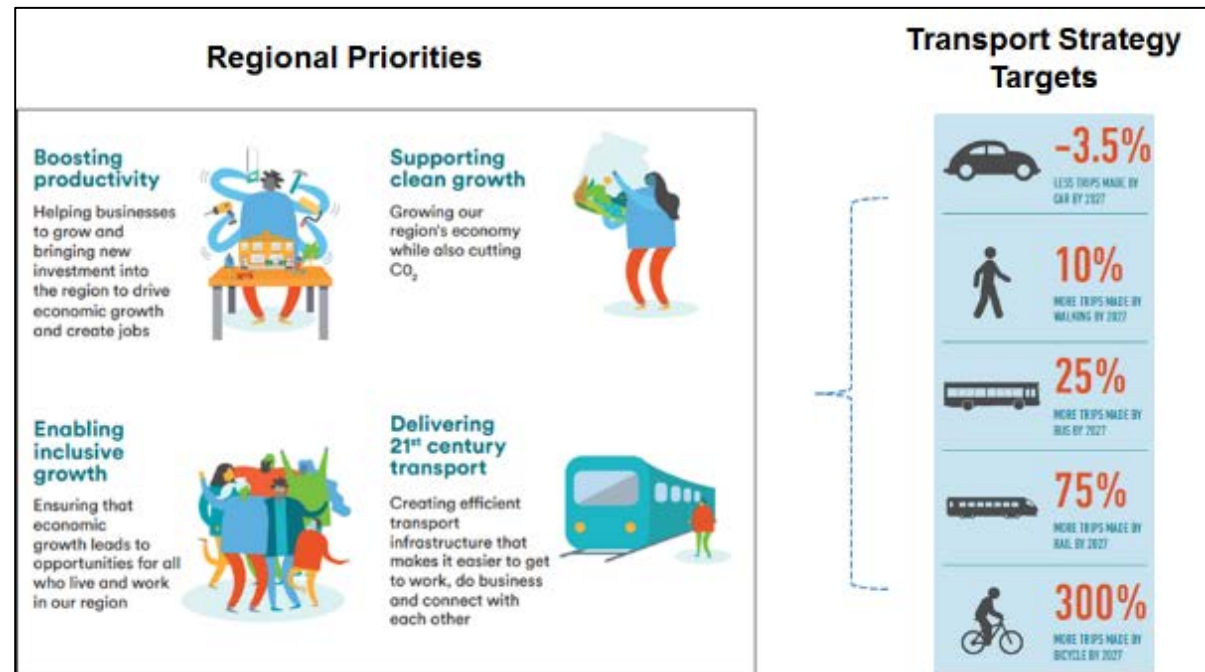 Regional Priorities
Boosting
productivity
Helping businesses
to grow and
bringing new
investment into
the region to drive
economic growth
and create jobs
Supporting
clean growth
Growing our
region's economy
while also cutting
C0₂
Enabling
inclusive
growth
Ensuring that
economic
growth leads to
opportunities for all
who live and work
in our region
Delivering
21st century
transport
Creating efficient
transport
infrastructure that
makes it easier to get
to work, do business
and connect with
each other
Transport Strategy
Targets
-3.5%
LESS TRIPS MADE BY
CAR BY 2027
10%
MORE TRIPS MADE BY
WALKING BY 2027
25%
MORE TRIPS MADE BY
BUS BY 2027
75%
MORE TRIPS MADE BY
RAIL BY 2027
300%
MORE TRIPS MADE BY
BICYCLE BY 2027